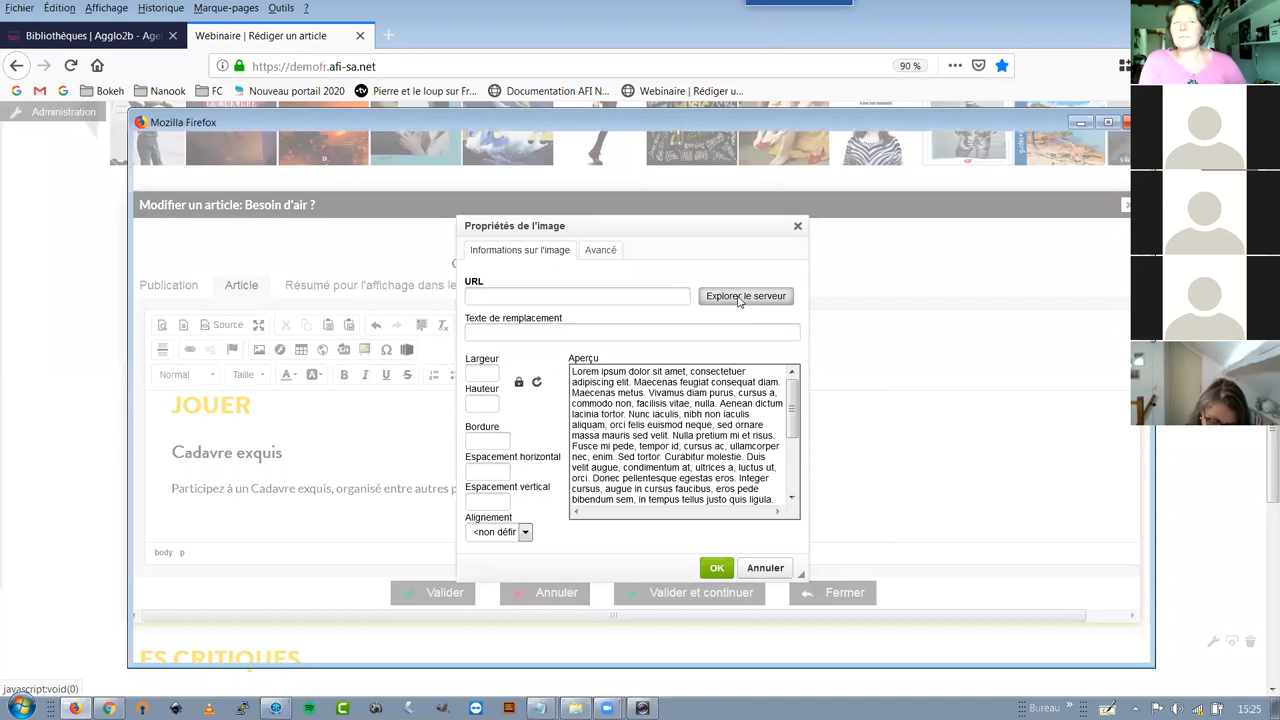 Fichier Édition Affichage Historique Marque-pages Outils ?
Bibliothèques | Agglo2b - Age
Webinaire | Rédiger un article
https://demofr.afi-sa.net
90 %
Bokeh Nanook FC Nouveau portail 2020 Pierre et le loup sur Fr... Documentation AFI N... Webinaire | Rédiger u...
Administration
Mozilla Firefox
Modifier un article: Besoin d'air ?
Propriétés de l'image
Informations sur l'image Avancé
URL
Explorer le serveur
Publication Article Résumé pour l'affichage dans le
Texte de remplacement
Source
Largeur
Aperçu
Hauteur
Normal Taille
Lorem ipsum dolor sit amet, consectetuer
adipiscing elit. Maecenas feugiat consequat diam.
Maecenas metus. Vivamus diam purus, cursus a,
commodo non, facilisis vitae, nulla. Aenean dictum
lacinia tortor. Nunc iaculis, nibh non iaculis
aliquam, orci felis euismod neque, sed ornare
massa mauris sed velit. Nulla pretium mi et risus.
Fusce mi pede, tempor id, cursus ac, ullamcorper
nec, enim. Sed tortor. Curabitur molestie. Duis
velit augue, condimentum at, ultrices a, luctus ut,
orci. Donec pellentesque egestas eros. Integer
cursus, augue in cursus faucibus, eros pede
bibendum sem, in tempus tellus justo quis ligula.
JOUER
Bordure
Cadavre exquis
Espacement horizontal
Participez à un Cadavre exquis, organisé entre autres p
Espacement vertical
Alignement
<non défir
body p
OK Annuler
Valider Annuler Valider et continuer Fermer
ES CRITIQUES
javascript:void(0)
Bureau
15:25